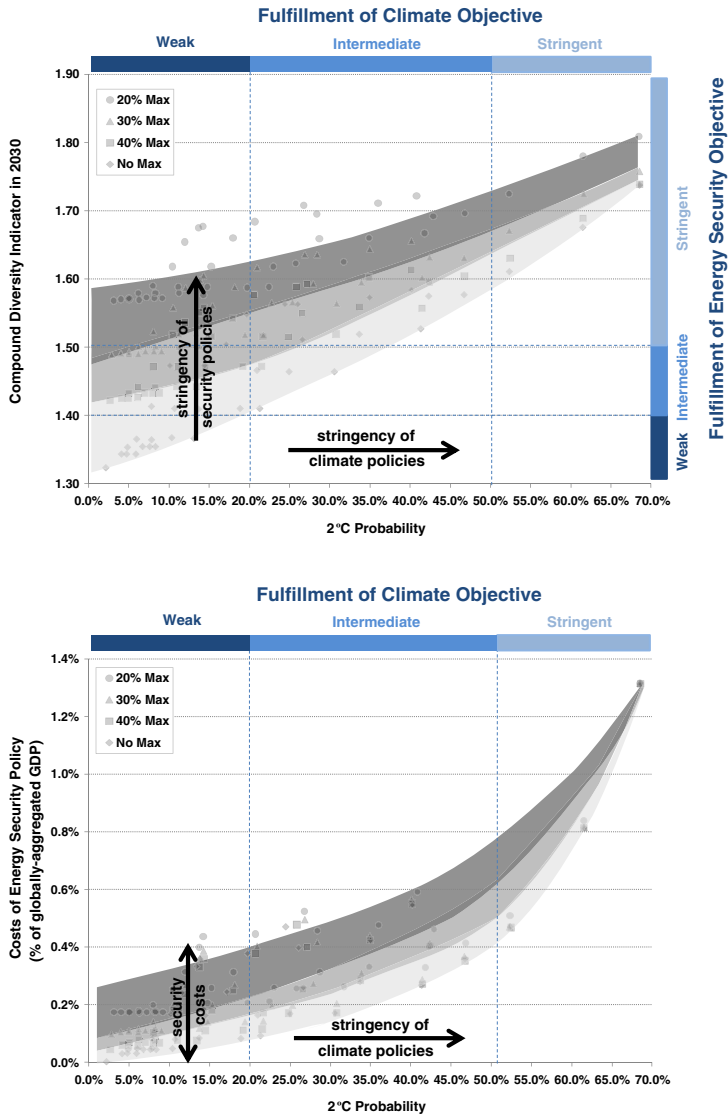 Fulfillment of Climate Objective
Weak Intermediate Stringent
1.90
1.80
1.70
1.60
1.50
1.40
1.30
Compound Diversity Indicator in 2030
20% Max
30% Max
40% Max
No Max
stringency of
security policies
stringency of
climate policies
0.0% 5.0% 10.0% 15.0% 20.0% 25.0% 30.0% 35.0% 40.0% 45.0% 50.0% 55.0% 60.0% 65.0% 70.0%
2°C Probability
Stringent
Intermediate
Weak
Fulfillment of Energy Security Objective
Fulfillment of Climate Objective
Weak Intermediate Stringent
1.4%
1.2%
1.0%
0.8%
0.6%
0.4%
0.2%
0.0%
Costs of Energy Security Policy
(% of globally-aggregated GDP)
20% Max
30% Max
40% Max
No Max
security
costs
stringency of
climate policies
0.0% 5.0% 10.0% 15.0% 20.0% 25.0% 30.0% 35.0% 40.0% 45.0% 50.0% 55.0% 60.0% 65.0% 70.0%
2°C Probability